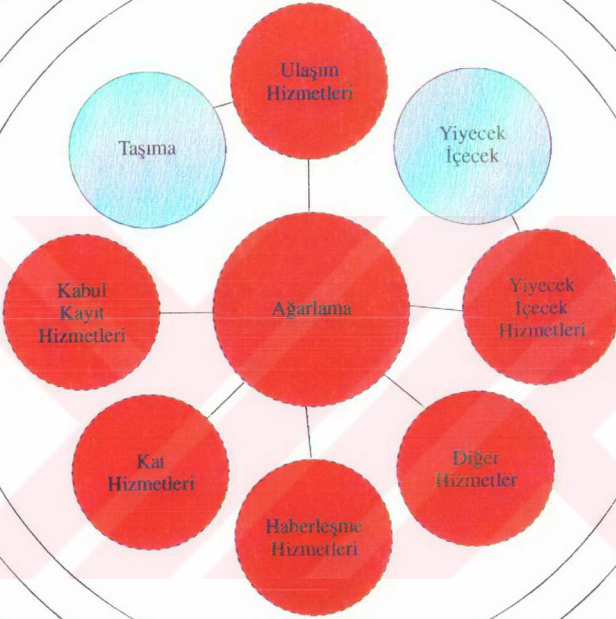 Ulaşım
Hizmetleri
Taşıma
Yiyecek
İçecek
Kabul
Kayıt
Hizmetleri
Ağarlama
Yiyecek
İçecek
Hizmetleri
Kat
Hizmetleri
Diğer
Hizmetler
Haberleşme
Hizmetleri